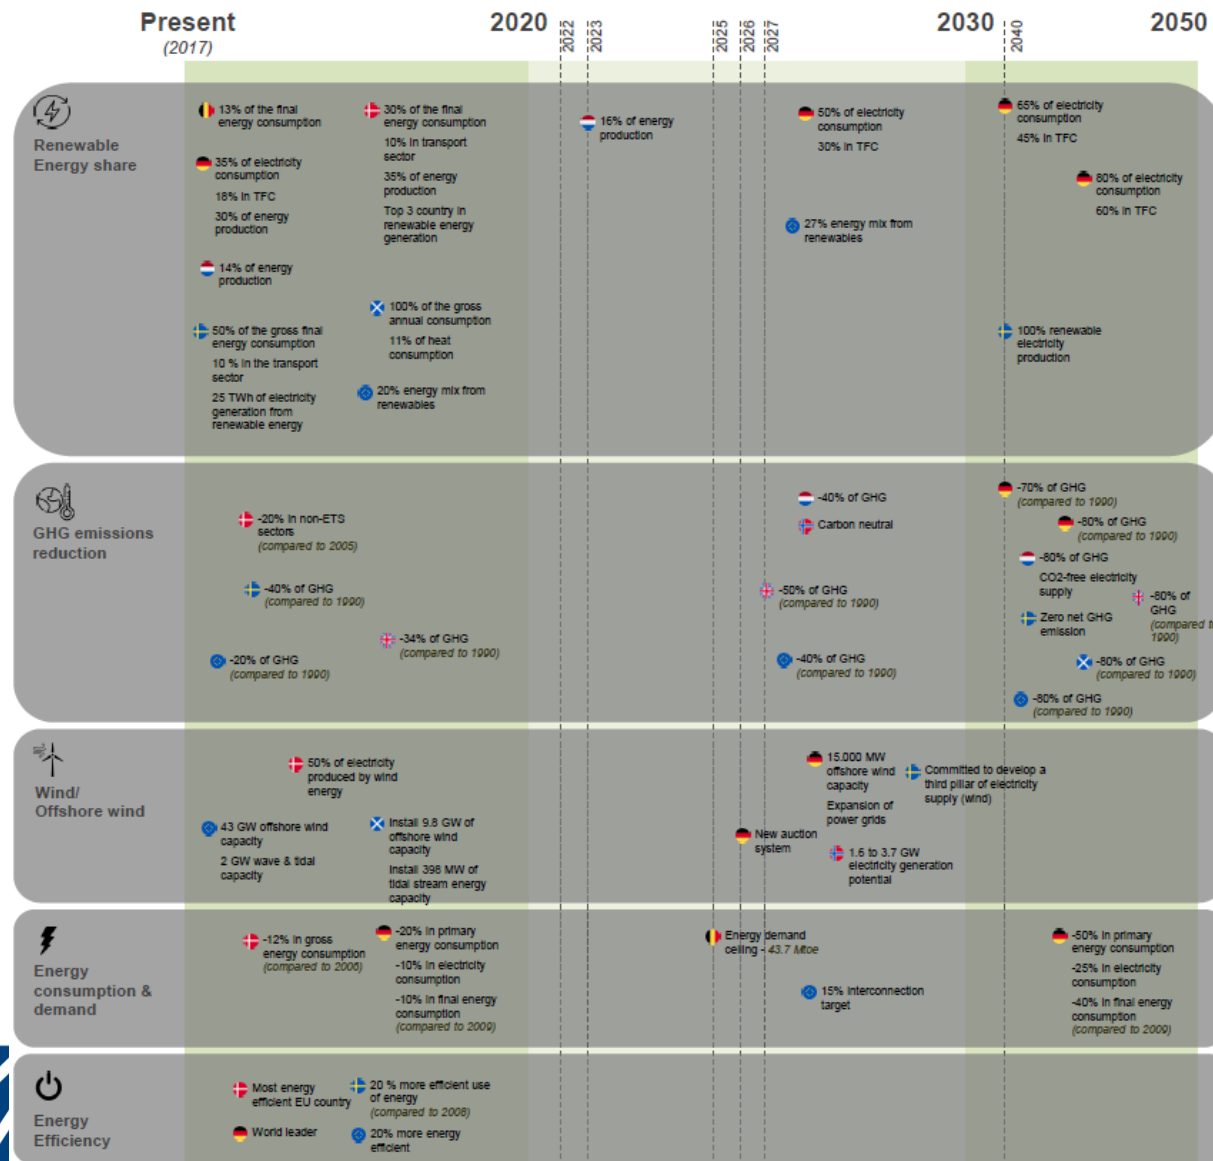 Present
(2017)
2020
2022
2023
2025
2026
2027
2030
2040
2050
Renewable
Energy share
13% of the final
energy consumption
35% of electricity
consumption
18% in TFC
30% of energy
production
14% of energy
production
50% of the gross final
energy consumption
10 % in the transport
sector
25 TWh of electricity
generation from
renewable energy
30% of the final
energy consumption
10% in transport
sector
35% of energy
production
Top 3 country in
renewable energy
generation
100% of the gross
annual consumption
11% of heat
consumption
20% energy mix from
renewables
16% of energy
production
50% of electricity
consumption
30% in TFC
27% energy mix from
renewables
65% of electricity
consumption
45% in TFC
80% of electricity
consumption
60% in TFC
100% renewable
electricity
production
GHG emissions
reduction
-20% in non-ETS
sectors
(compared to 2005)
-40% of GHG
(compared to 1990)
-34% of GHG
(compared to 1990)
-20% of GHG
(compared to 1990)
-40% of GHG
Carbon neutral
-50% of GHG
(compared to 1990)
-40% of GHG
(compared to 1990)
-70% of GHG
(compared to 1990)
-80% of GHG
(compared to 1990)
-80% of GHG
CO2-free electricity
supply
-80% of
GHG
(compared t
1990)
Zero net GHG
emission
-80% of GHG
(compared to 1990)
-80% of GHG
(compared to 1990)
Wind/
Offshore wind
50% of electricity
produced by wind
energy
43 GW offshore wind
capacity
2 GW wave & tidal
capacity
Install 9.8 GW of
offshore wind
capacity
Install 398 MW of
tidal stream energy
capacity
New auction
system
15.000 MW
offshore wind
capacity
Expansion of
power grids
Committed to develop a
third pillar of electricity
supply (wind)
1.6 to 3.7 GW
electricity generation
potential
Energy
consumption &
demand
-12% in gross
energy consumption
(compared to 2006)
-20% in primary
energy consumption
-10% in electricity
consumption
-10% in final energy
consumption
(compared to 2009)
Energy demand
ceiling - 43.7 Mtoe
15% interconnection
target
-50% in primary
energy consumption
-25% in electricity
consumption
-40% in final energy
consumption
(compared to 2009)
Energy
Efficiency
Most energy
efficient EU country
World leader
20 % more efficient use
of energy
(compared to 2008)
20% more energy
efficient